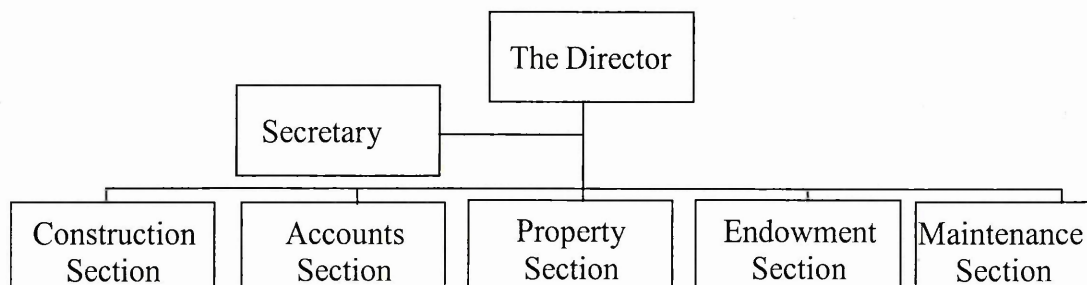 The Director
Secretary
Construction
Section
Accounts
Section
Property
Section
Endowment
Section
Maintenance
Section